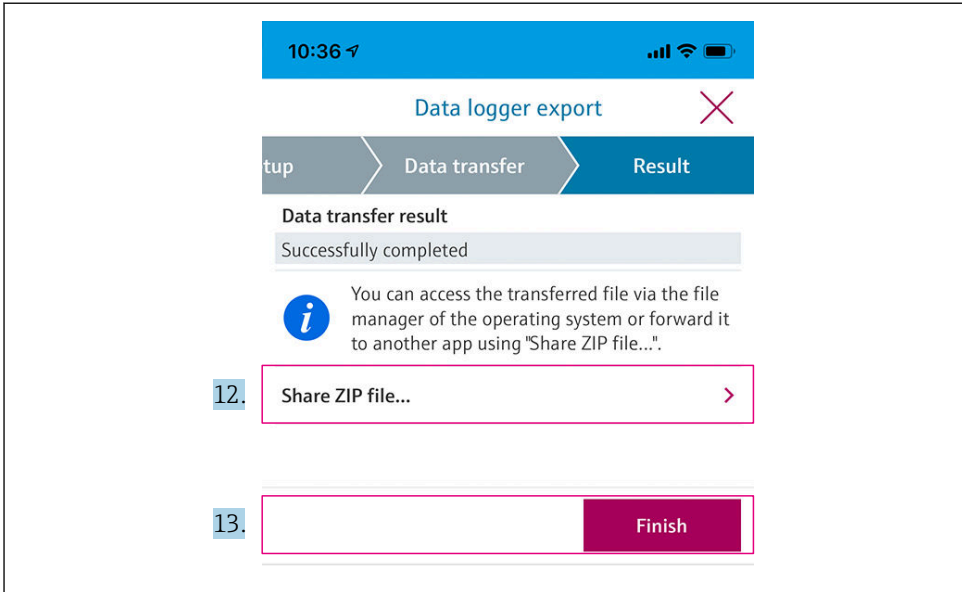 10:36
Data logger export
tup
Data transfer
Result
Data transfer result
Successfully completed
i
You can access the transferred file via the file
manager of the operating system or forward it
to another app using "Share ZIP file...".
12.
Share ZIP file...
13.
Finish